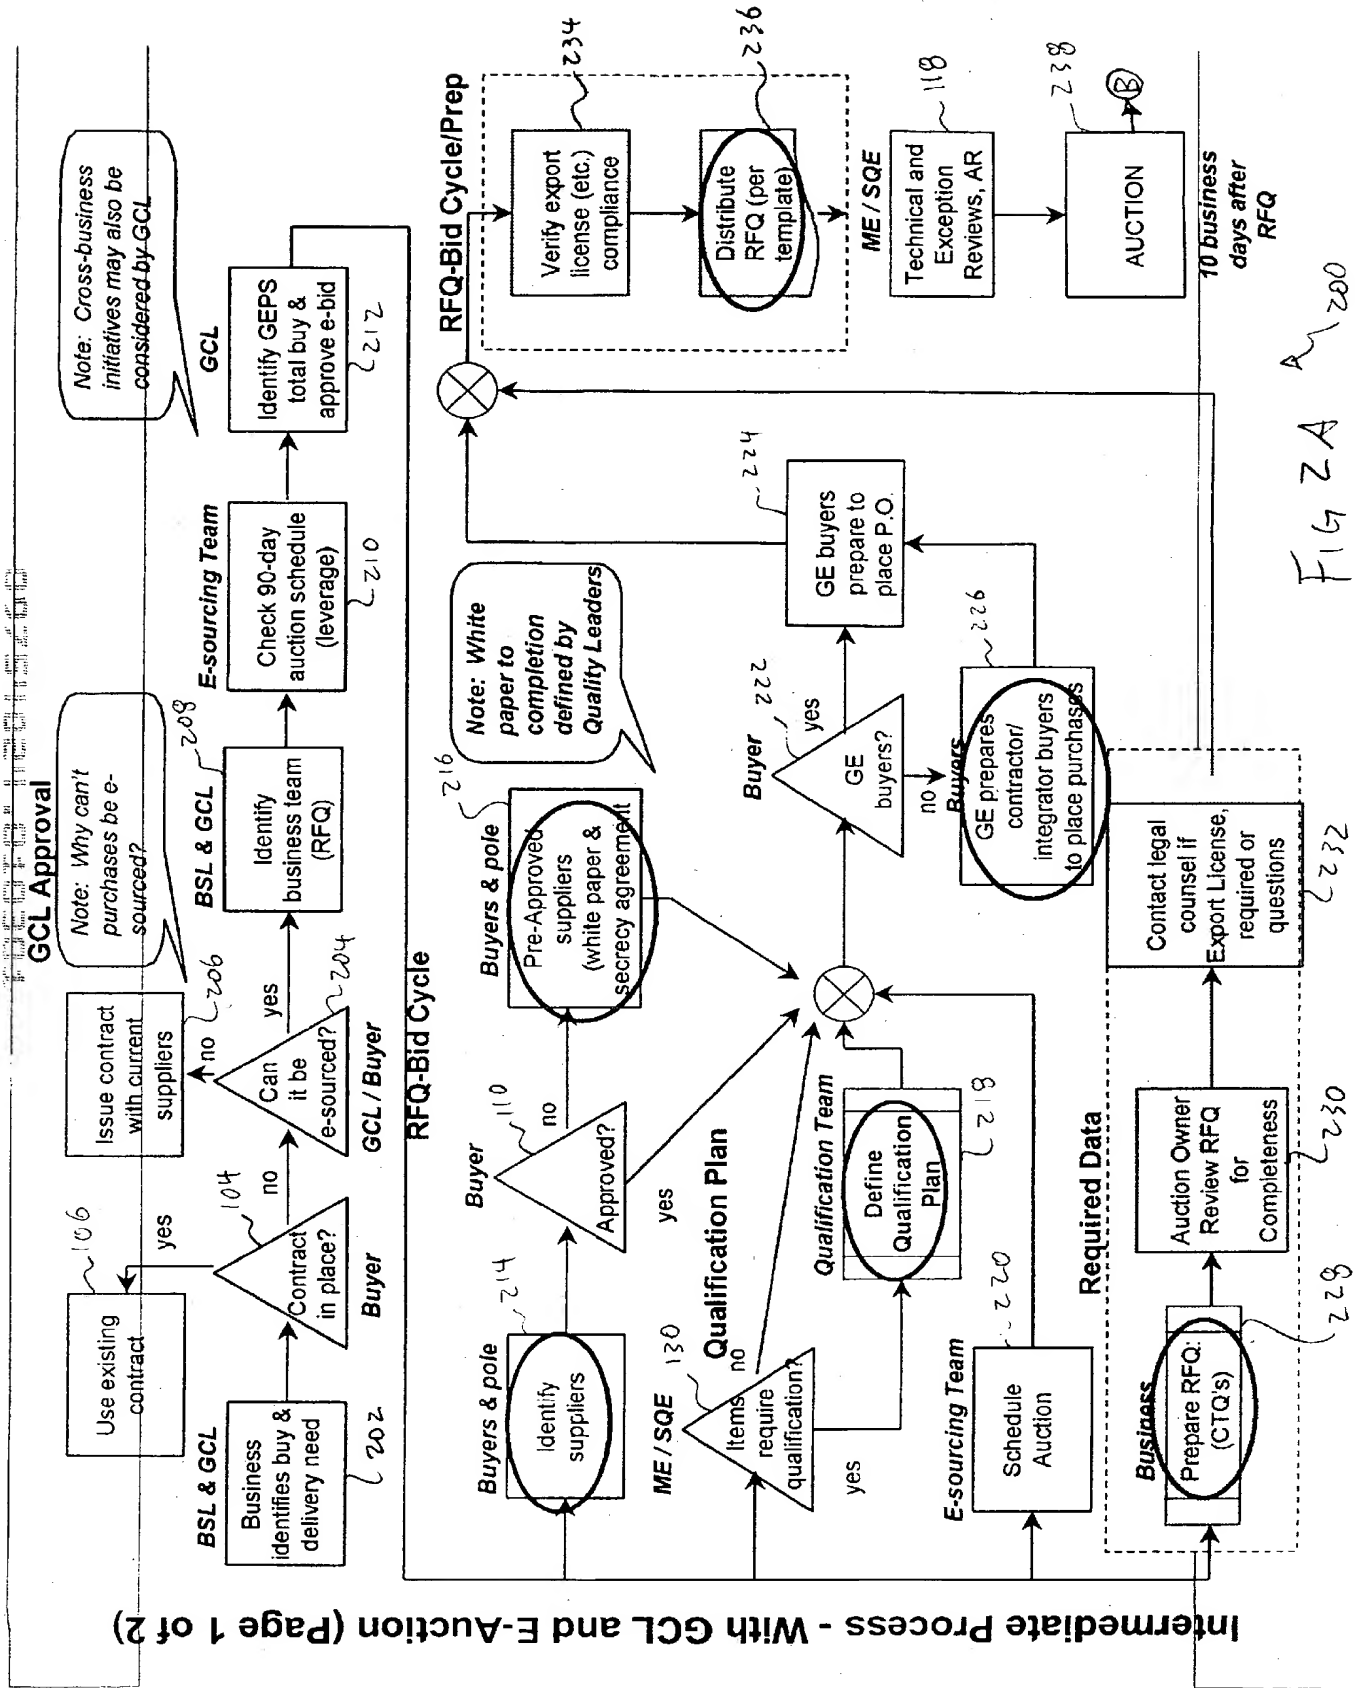 Intermediate Process - With GCL and E-Auction (Page 1 of 2)
GCL Approval
Note: Why can't
purchases be e-
sourced?
Note: Cross-business
initiatives may also be
considered by GCL
Use existing
contract
106
yes
Issue contract
with current
suppliers
206
no
BSL & GCL
Business
identifies buy &
delivery need
202
Contract
in place?
104
Buyer
no
Can
it be
e-sourced?
204
GCL / Buyer
yes
BSL & GCL
208
Identify
business team
(RFQ)
E-sourcing Team
Check 90-day
auction schedule
(leverage)
210
GCL
Identify GEPS
total buy &
approve e-bid
212
RFQ-Bid Cycle
Buyers & pole
214
Identify
suppliers
Buyer
110
Approved?
no
yes
Buyers & pole
216
Pre-Approved
suppliers
(white paper &
secrecy agreement
Note: White
paper to
completion
defined by
Quality Leaders
Qualification Plan
ME / SQE
130
Items
require
qualification?
no
yes
Qualification Team
Define
Qualification
Plan
218
E-sourcing Team
220
Schedule
Auction
Buyer
222
GE
buyers?
yes
no
224
GE buyers
prepare to
place P.O.
Buyers
226
GE prepares
contractor/
integrator buyers
to place purchases
Required Data
Business
Prepare RFQ:
(CTQ's)
228
Auction Owner
Review RFQ
for
Completeness
230
Contact legal
counsel if
Export License,
required or
questions
232
RFQ-Bid Cycle/Prep
Verify export
license (etc.)
compliance
234
Distribute
RFQ (per
template)
236
ME / SQE
Technical and
Exception
Reviews, AR
118
AUCTION
238
B
10 business
days after
RFQ
FIG 2A
200